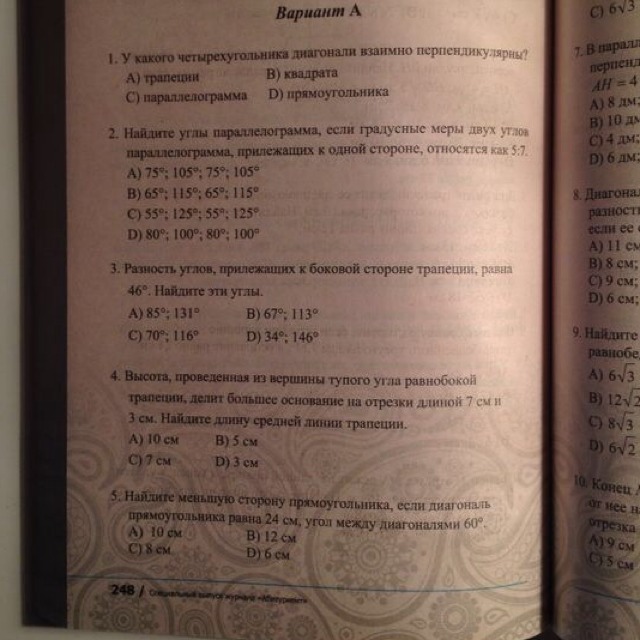 Вариант А
1. У какого четырехугольника диагонали взаимно перпендикулярны?
А) трапеции В) квадрата
С) параллелограмма D) прямоугольника
2. Найдите углы параллелограмма, если градусные меры двух углов
параллелограмма, прилежащих к одной стороне, относятся как 5:7.
А) 75°; 105°; 75°; 105°
В) 65°; 115°; 65°; 115°
С) 55°; 125°; 55°; 125°
D) 80°; 100°; 80°; 100°
3. Разность углов, прилежащих к боковой стороне трапеции, равна
46°. Найдите эти углы.
А) 85°; 131° В) 67°; 113°
С) 70°; 116° D) 34°; 146°
4. Высота, проведенная из вершины тупого угла равнобокой
трапеции, делит большее основание на отрезки длиной 7 см и
3 см. Найдите длину средней линии трапеции.
А) 10 см В) 5 см
С) 7 см D) 3 см
5. Найдите меньшую сторону прямоугольника, если диагональ
прямоугольника равна 24 см, угол между диагоналями 60°.
А) 10 см В) 12 см
С) 8 см D) 6 см
248 / Специальный выпуск журнала «Абитуриент»
С) 6√3
7. В
AH = 4
А) 8 дм;
В) 10 дм
С) 4 дм;
D) 6 дм;
8.
если ее
А) 11 см
В) 8 см;
С) 9 см;
D) 6 см;
9. Найдите
А) 6√3
В) 12√2
С) 8√3
D) 6√2
10. Конец
от нее
отрезка
А) 9 см
С) 5 см